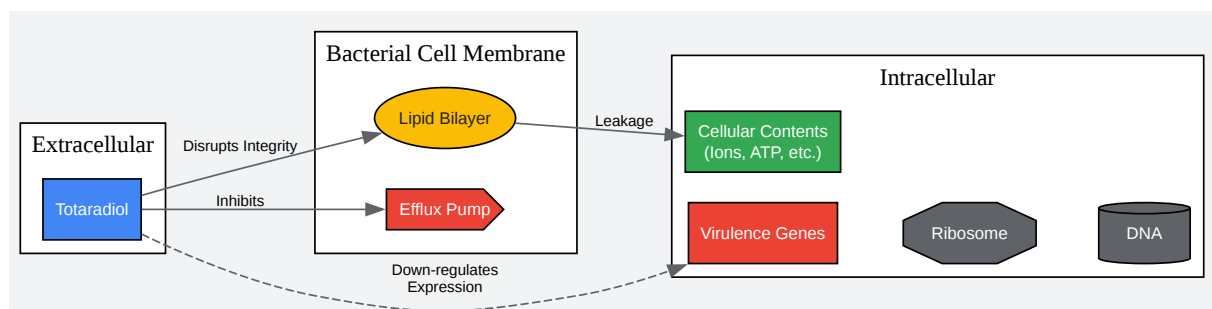 Extracellular
Totaradiol
Disrupts Integrity
Inhibits
Bacterial Cell Membrane
Lipid Bilayer
Efflux Pump
Down-regulates
Expression
Leakage
Intracellular
Cellular Contents
(Ions, ATP, etc.)
Virulence Genes
Ribosome
DNA